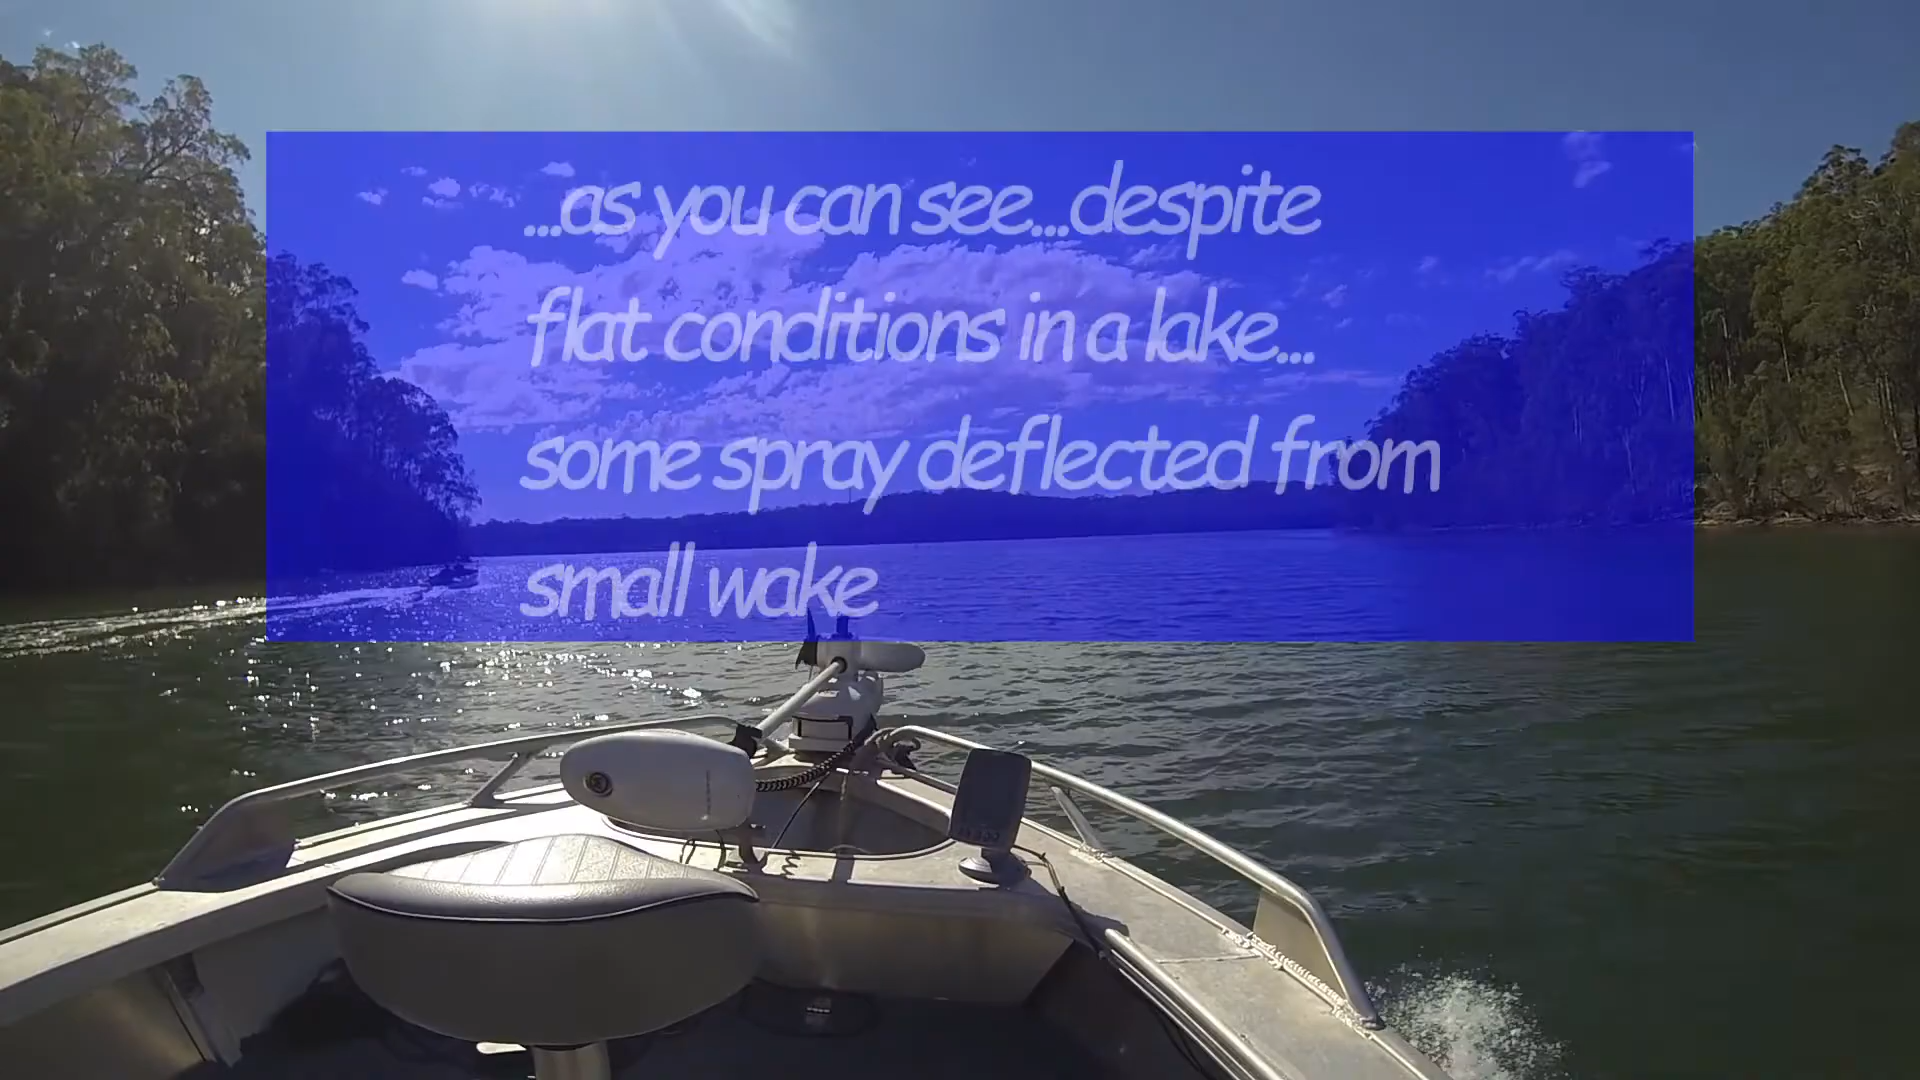 ...as you can see...despite
flat conditions in a lake...
some spray deflected from
small wake